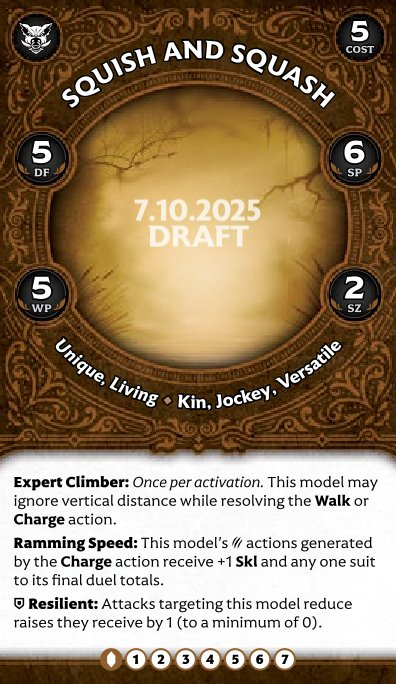 SQUISH AND SQUASH
5
COST
5
DF
6
SP
7.10.2025
DRAFT
5
WP
2
SZ
Unique, Living ♦ Kin, Jockey, Versatile
Expert Climber: Once per activation. This model may
ignore vertical distance while resolving the Walk or
Charge action.
Ramming Speed: This model's actions generated
by the Charge action receive +1 Skl and any one suit
to its final duel totals.
Resilient: Attacks targeting this model reduce
raises they receive by 1 (to a minimum of 0).
1 2 3 4 5 6 7